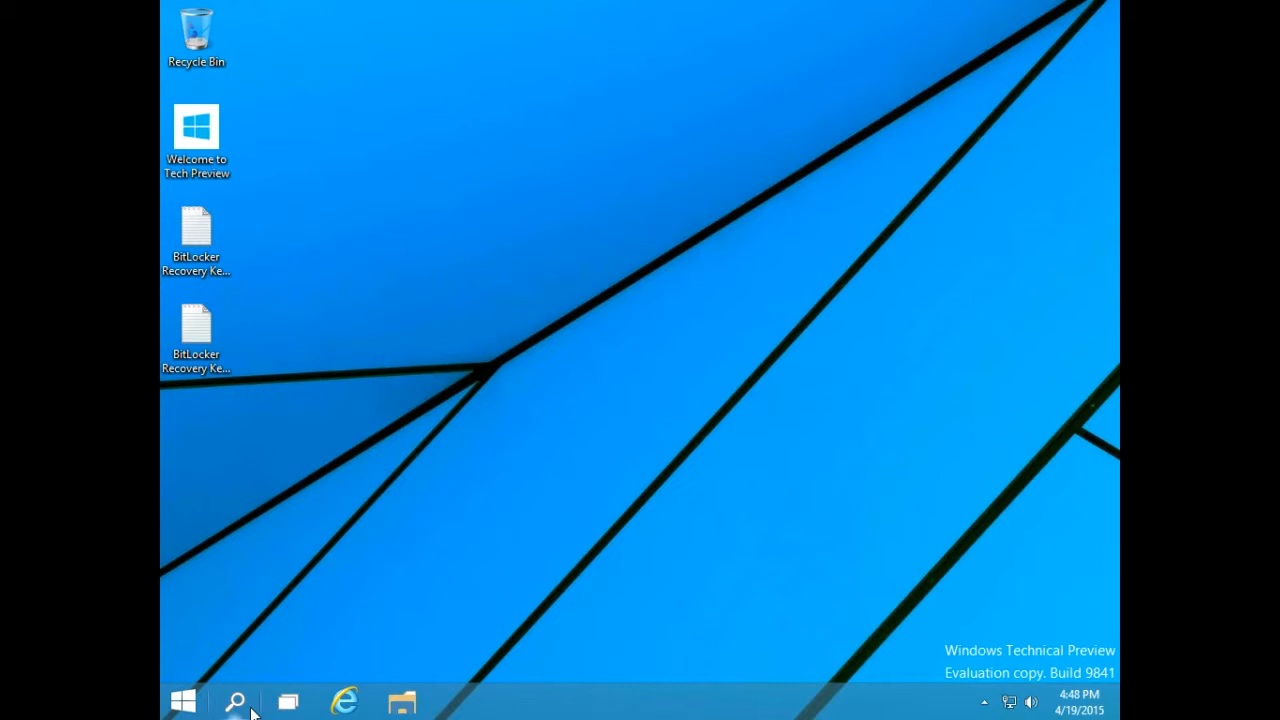 Recycle Bin
Welcome to
Tech Preview
BitLocker
Recovery Ke...
BitLocker
Recovery Ke...
Windows Technical Preview
Evaluation copy. Build 9841
4:48 PM
4/19/2015